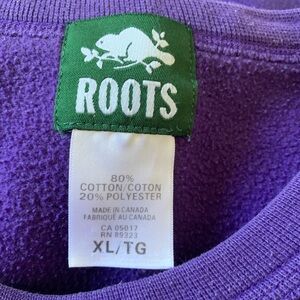 ROOTS
80%
COTTON/COTON
20% POLYESTER
MADE IN CANADA
FABRIQUÉ AU CANADA
CA 05017
RN 89323
XL/TG